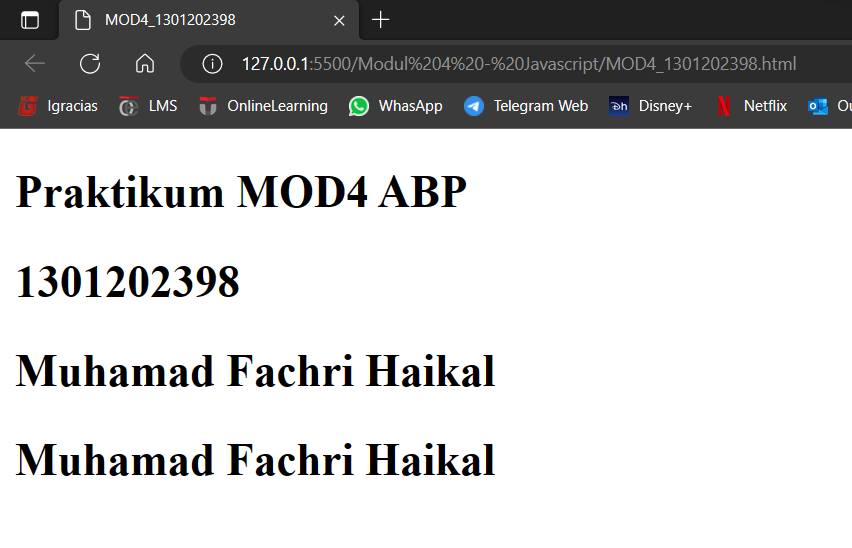 MOD4_1301202398
127.0.0.1:5500/Modul%204%20-%20Javascript/MOD4_1301202398.html
Igracias LMS OnlineLearning WhasApp Telegram Web Disney+ Netflix Ou
Praktikum MOD4 ABP
1301202398
Muhamad Fachri Haikal
Muhamad Fachri Haikal